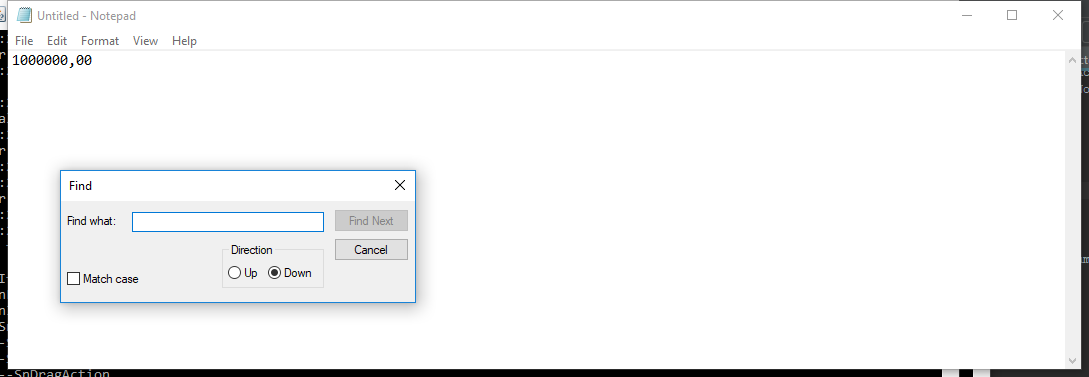 Untitled - Notepad
File Edit Format View Help
1000000,00
Find
Find what:
Find Next
Direction
Cancel
Up Down
Match case
--SnDragAction